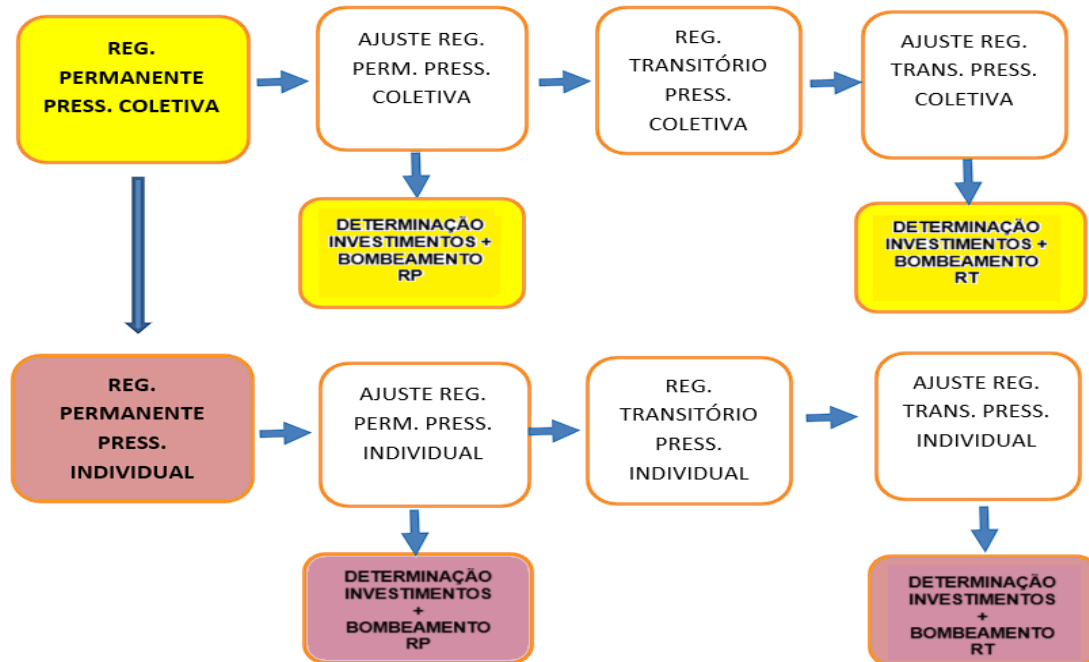 REG.
PERMANENTE
PRESS. COLETIVA
AJUSTE REG.
PERM. PRESS.
COLETIVA
REG.
TRANSITÓRIO
PRESS.
COLETIVA
AJUSTE REG.
TRANS. PRESS.
COLETIVA
DETERMINAÇÃO
INVESTIMENTOS +
BOMBEAMENTO
RP
DETERMINAÇÃO
INVESTIMENTOS +
BOMBEAMENTO
RT
REG.
PERMANENTE
PRESS.
INDIVIDUAL
AJUSTE REG.
PERM. PRESS.
INDIVIDUAL
REG.
TRANSITÓRIO
PRESS.
INDIVIDUAL
AJUSTE REG.
TRANS. PRESS.
INDIVIDUAL
DETERMINAÇÃO
INVESTIMENTOS
+
BOMBEAMENTO
RP
DETERMINAÇÃO
INVESTIMENTOS
+
BOMBEAMENTO
RT